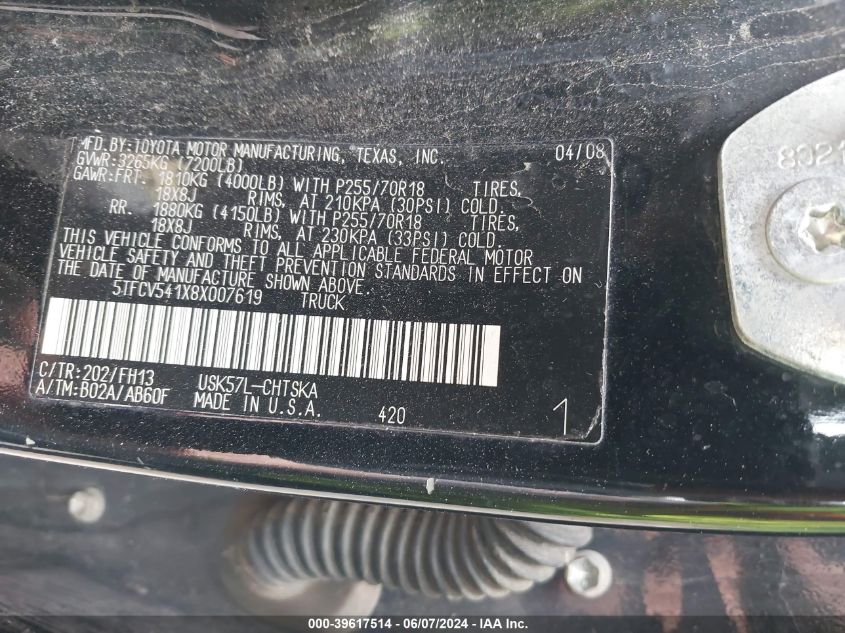 MFD.BY:TOYOTA MOTOR MANUFACTURING, TEXAS, INC. 04/08
GVWR:3265KG (7200LB)
GAWR:FRT. 1810KG (4000LB) WITH P255/70R18 TIRES,
18X8J RIMS, AT 210KPA (30PSI) COLD.
RR. 1880KG (4150LB) WITH P255/70R18 TIRES,
18X8J RIMS, AT 230KPA (33PSI) COLD.
THIS VEHICLE CONFORMS TO ALL APPLICABLE FEDERAL MOTOR
VEHICLE SAFETY AND THEFT PREVENTION STANDARDS IN EFFECT ON
THE DATE OF MANUFACTURE SHOWN ABOVE.
5TFCV541X8X007619 TRUCK
C/TR:202/FH13 USK57L-CHTSKA
A/TM:B02A/AB60F MADE IN U.S.A. 420 1
8021
000-39617514 - 06/07/2024 - IAA, Inc.